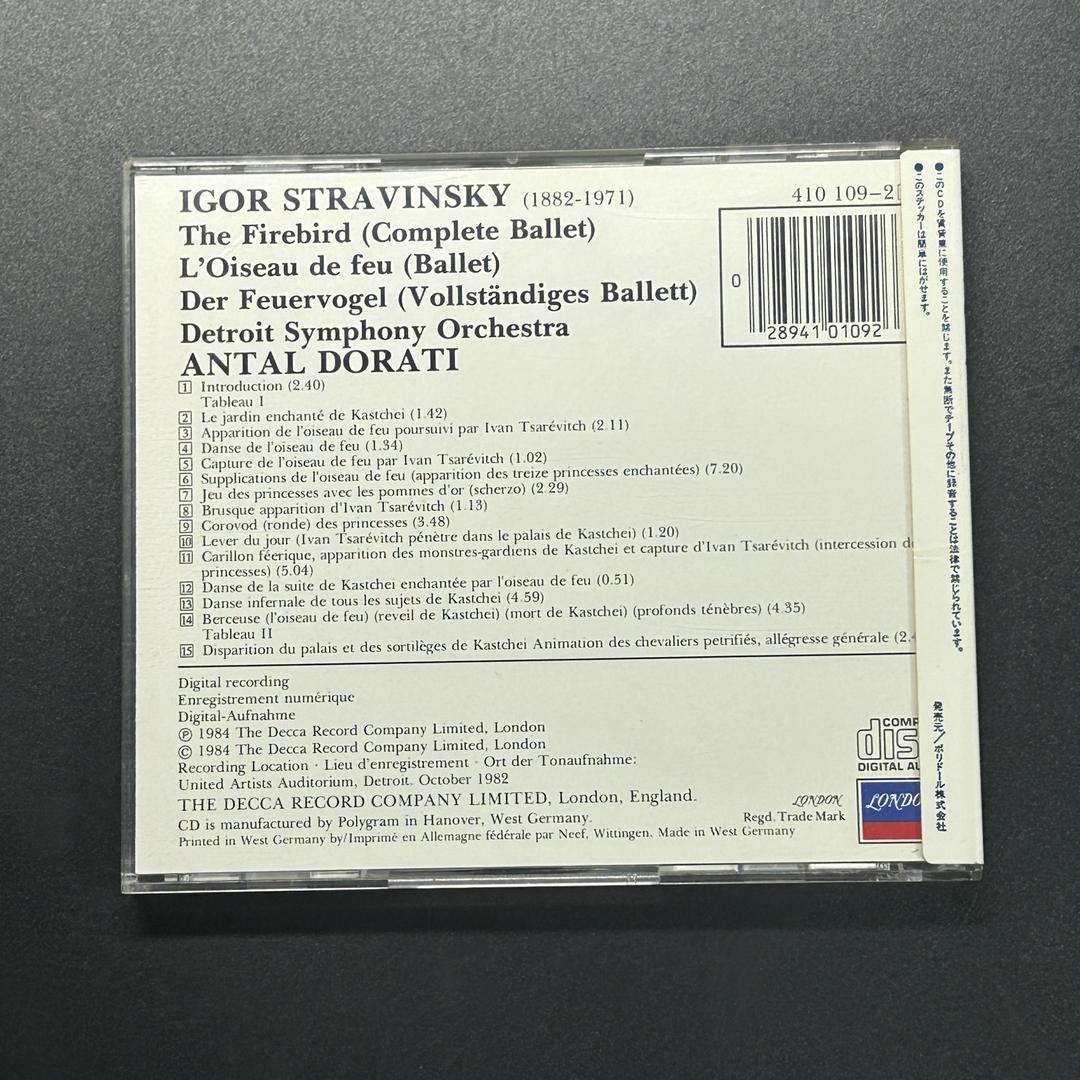 IGOR STRAVINSKY (1882-1971)
The Firebird (Complete Ballet)
L'Oiseau de feu (Ballet)
Der Feuervogel (Vollständiges Ballett)
Detroit Symphony Orchestra
ANTAL DORATI
410 109-2
0
28941 01092
1 Introduction (2.40)
Tableau I
2 Le jardin enchanté de Kastchei (1.42)
3 Apparition de l'oiseau de feu poursuivi par Ivan Tsarévitch (2.11)
4 Danse de l'oiseau de feu (1.34)
5 Capture de l'oiseau de feu par Ivan Tsarévitch (1.02)
6 Supplications de l'oiseau de feu (apparition des treize princesses enchantées) (7.20)
7 Jeu des princesses avec les pommes d'or (scherzo) (2.29)
8 Brusque apparition d'Ivan Tsarévitch (1.13)
9 Corovod (ronde) des princesses (3.48)
10 Lever du jour (Ivan Tsarévitch pénètre dans le palais de Kastchei) (1.20)
11 Carillon féerique, apparition des monstres-gardiens de Kastchei et capture d'Ivan Tsarévitch (intercession
princesses) (5.04)
12 Danse de la suite de Kastchei enchantée par l'oiseau de feu (0.51)
13 Danse infernale de tous les sujets de Kastchei (4.59)
14 Berceuse (l'oiseau de feu) (reveil de Kastchei) (mort de Kastchei) (profonds ténèbres) (4.35)
Tableau II
15 Disparition du palais et des sortilèges de Kastchei Animation des chevaliers petrifiés, allégresse générale
Digital recording
Enregistrement numérique
Digital-Aufnahme
℗ 1984 The Decca Record Company Limited, London
© 1984 The Decca Record Company Limited, London
Recording Location · Lieu d'enregistrement · Ort der Tonaufnahme:
United Artists Auditorium, Detroit. October 1982
THE DECCA RECORD COMPANY LIMITED, London, England.
CD is manufactured by Polygram in Hanover, West Germany.
Printed in West Germany by/Imprimé en Allemagne fédérale par Neef, Wittingen. Made in West Germany
LONDON
Regd. Trade Mark
COMP
dis
DIGITAL AU
LONDO
●このCDを賃貸業に使用することを禁じます。また無断でテープその他に録音することは法律で禁じられています。
●このステッカーは簡単にはがせます。
発売元/ポリドール株式会社